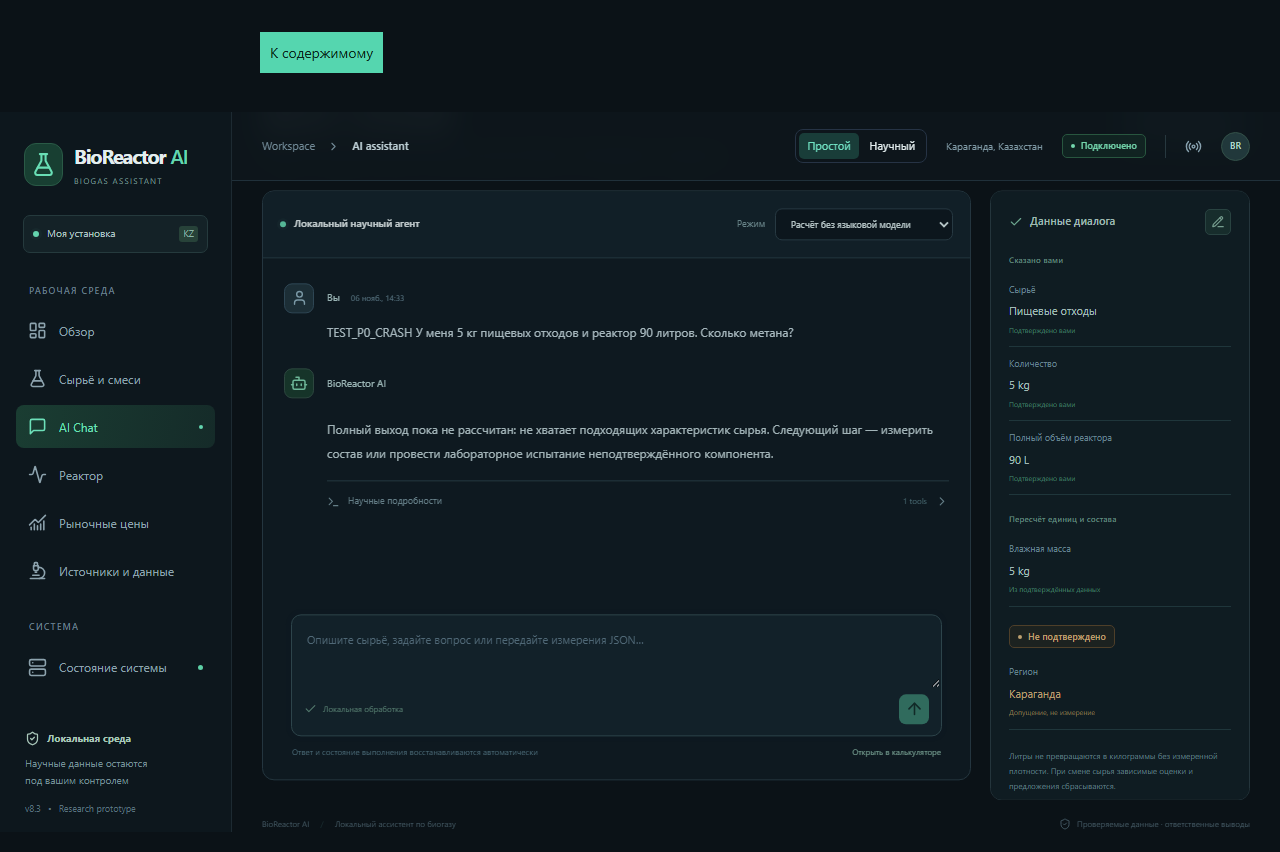 К содержимому
BioReactor AI
BIOGAS ASSISTANT
Моя установка
KZ
РАБОЧАЯ СРЕДА
Обзор
Сырьё и смеси
AI Chat
Реактор
Рыночные цены
Источники и данные
СИСТЕМА
Состояние системы
Локальная среда
Научные данные остаются
под вашим контролем
v8.3 • Research prototype
Workspace > AI assistant
Простой
Научный
Караганда, Казахстан
Подключено
BR
Локальный научный агент
Режим
Расчёт без языковой модели
Вы 06 нояб., 14:33
TEST_P0_CRASH У меня 5 кг пищевых отходов и реактор 90 литров. Сколько метана?
BioReactor AI
Полный выход пока не рассчитан: не хватает подходящих характеристик сырья. Следующий шаг — измерить
состав или провести лабораторное испытание неподтверждённого компонента.
Научные подробности
1 tools
Опишите сырьё, задайте вопрос или передайте измерения JSON...
Локальная обработка
Ответ и состояние выполнения восстанавливаются автоматически
Открыть в калькуляторе
Данные диалога
Сказано вами
Сырьё
Пищевые отходы
Подтверждено вами
Количество
5 kg
Подтверждено вами
Полный объём реактора
90 L
Подтверждено вами
Пересчёт единиц и состава
Влажная масса
5 kg
Из подтверждённых данных
Не подтверждено
Регион
Караганда
Допущение, не измерение
Литры не превращаются в килограммы без измеренной
плотности. При смене сырья зависимые оценки и
предложения сбрасываются.
BioReactor AI / Локальный ассистент по биогазу
Проверяемые данные · ответственные выводы